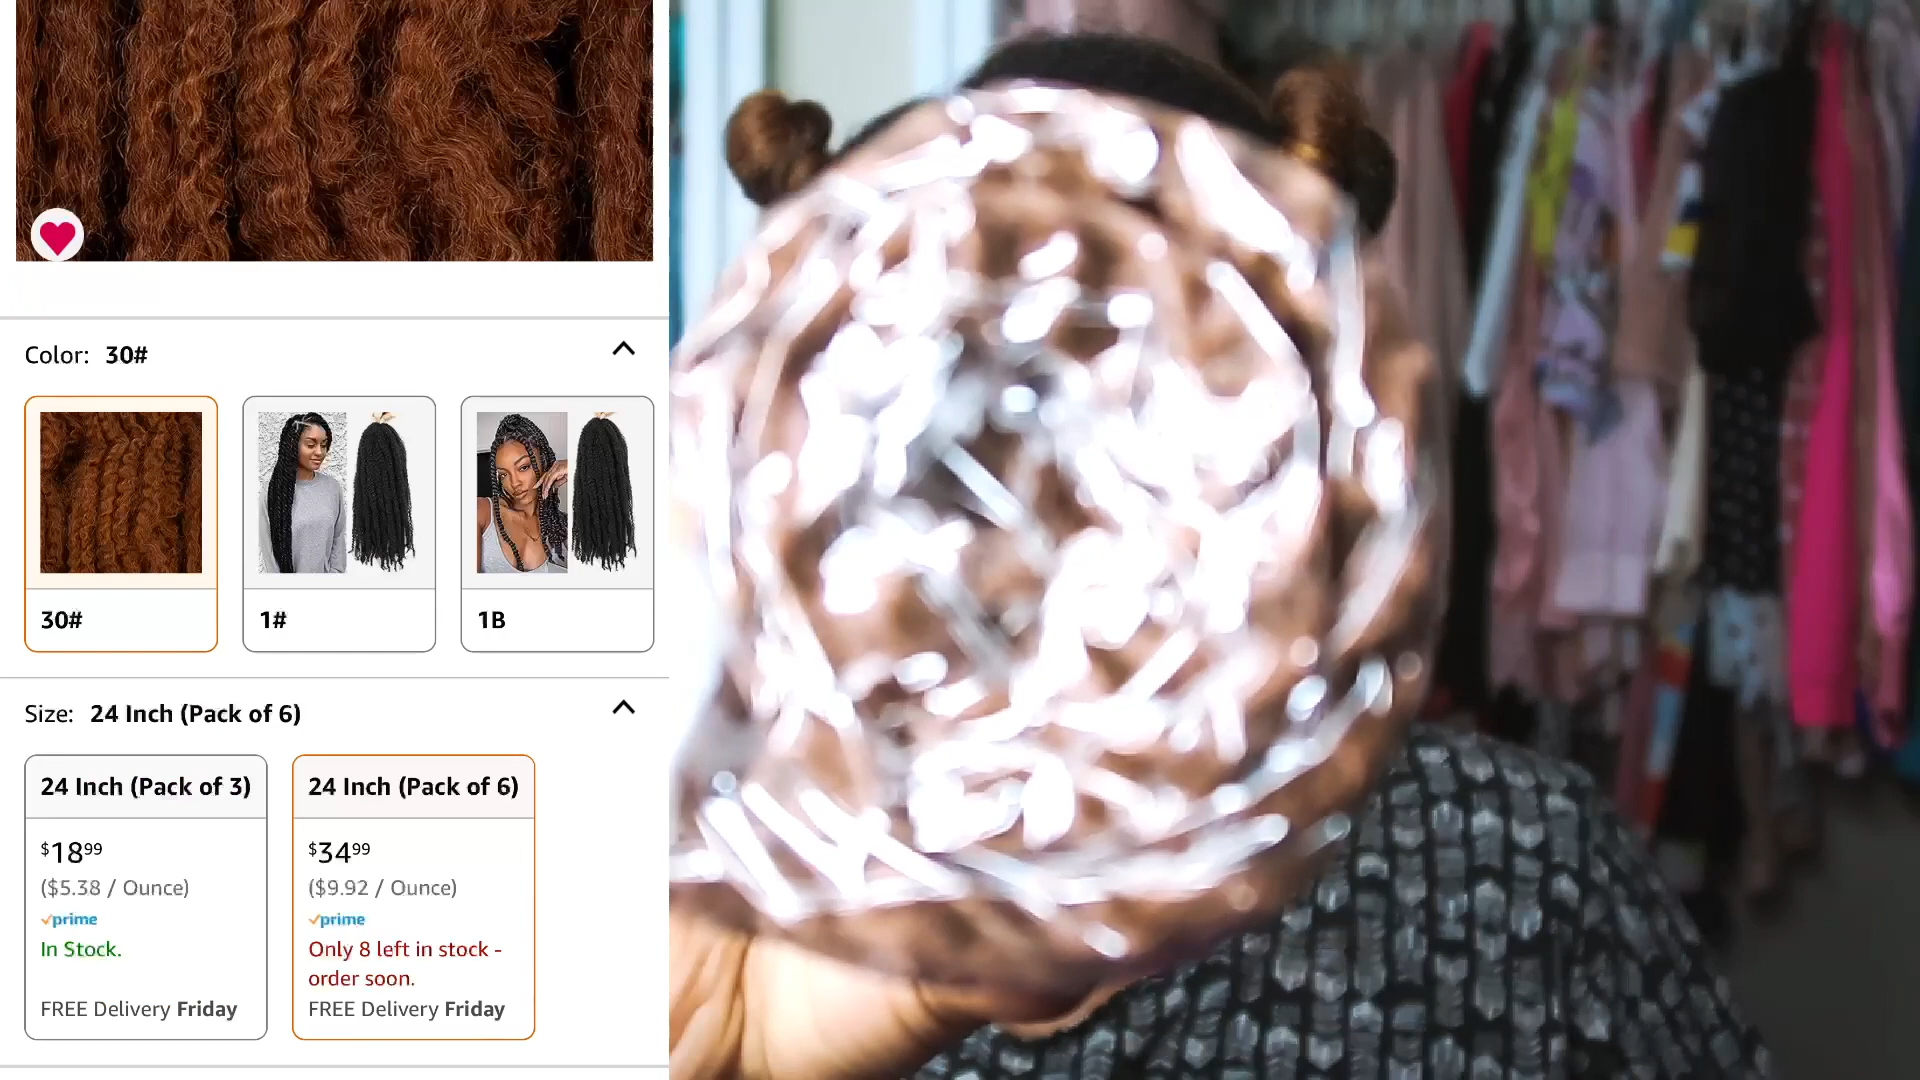 Color: 30#
30#
1#
1B
Size: 24 Inch (Pack of 6)
24 Inch (Pack of 3)
$18.99
($5.38 / Ounce)
prime
In Stock.
FREE Delivery Friday
24 Inch (Pack of 6)
$34.99
($9.92 / Ounce)
prime
Only 8 left in stock -
order soon.
FREE Delivery Friday